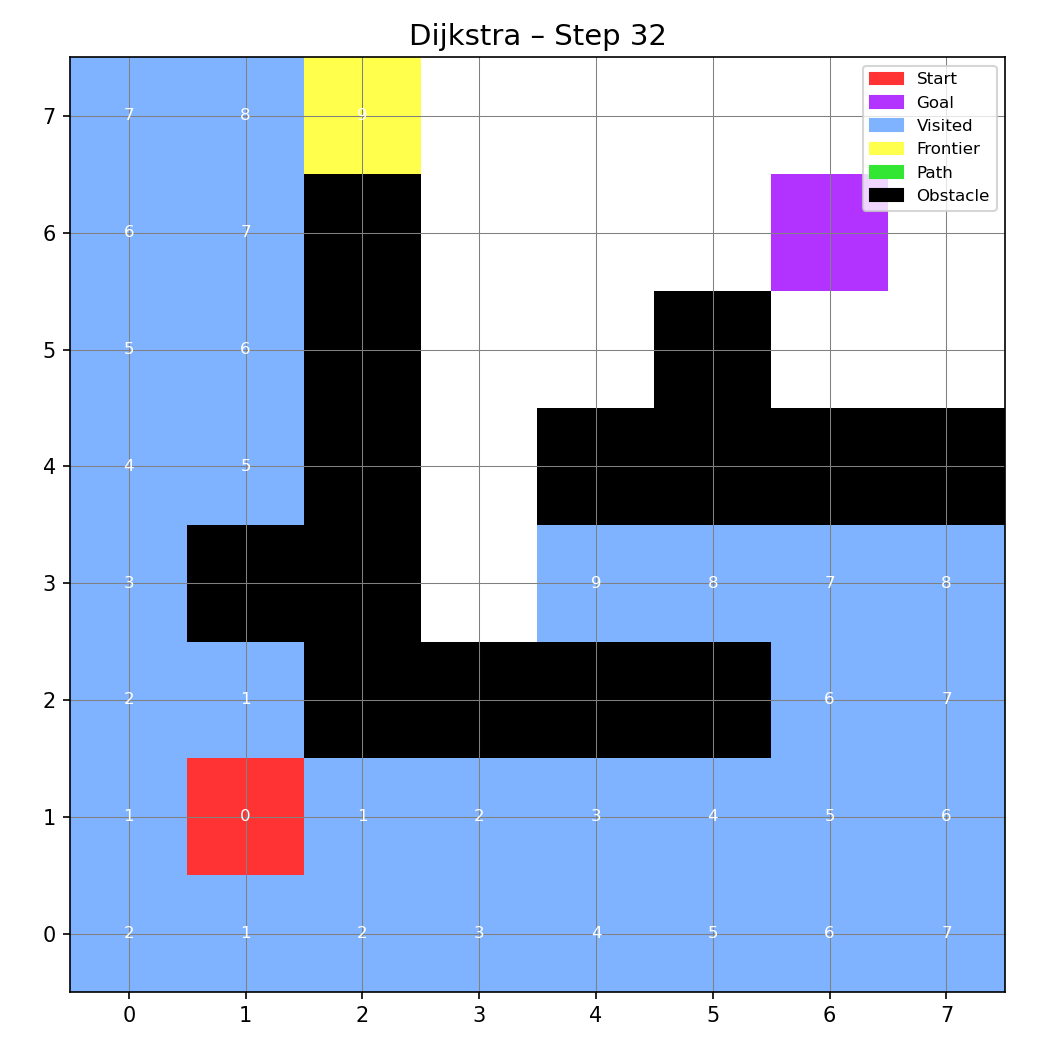 Dijkstra – Step 32
Start
Goal
Visited
Frontier
Path
Obstacle
7 7 8 9
6 6 7
5 5 6
4 4 5
3 3 9 8 7 8
2 2 1 6 7
1 1 0 1 2 3 4 5 6
0 2 1 2 3 4 5 6 7
0 1 2 3 4 5 6 7